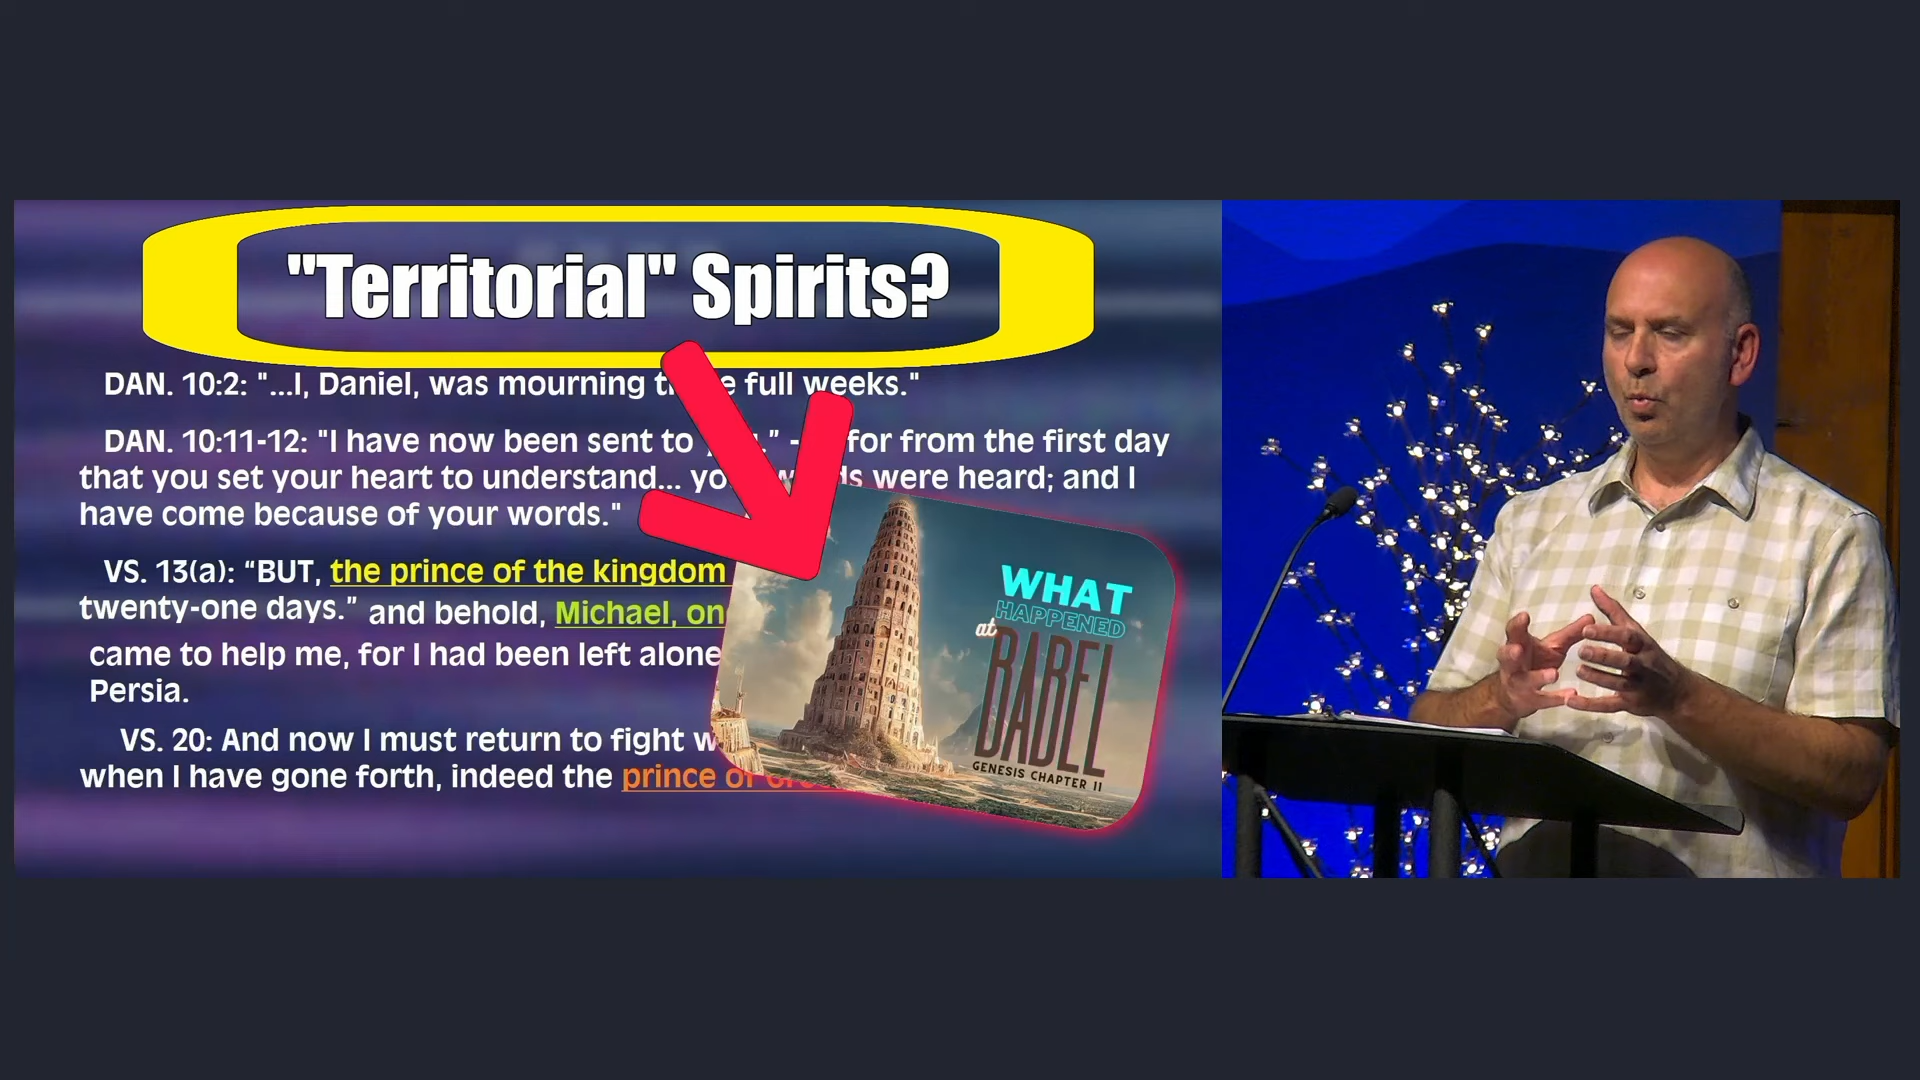 "Territorial" Spirits?
DAN. 10:2: "...I, Daniel, was mourning full weeks."
DAN. 10:11-12: "I have now been sent to - for from the first day
that you set your heart to understand... were heard; and I
have come because of your words."
VS. 13(a): “BUT, the prince of the kingdom
twenty-one days.” and behold, Michael,
came to help me, for I had been left alone
Persia.
VS. 20: And now I must return to fight
when I have gone forth, indeed the prince of
WHAT
HAPPENED
at
BABEL
GENESIS CHAPTER 11